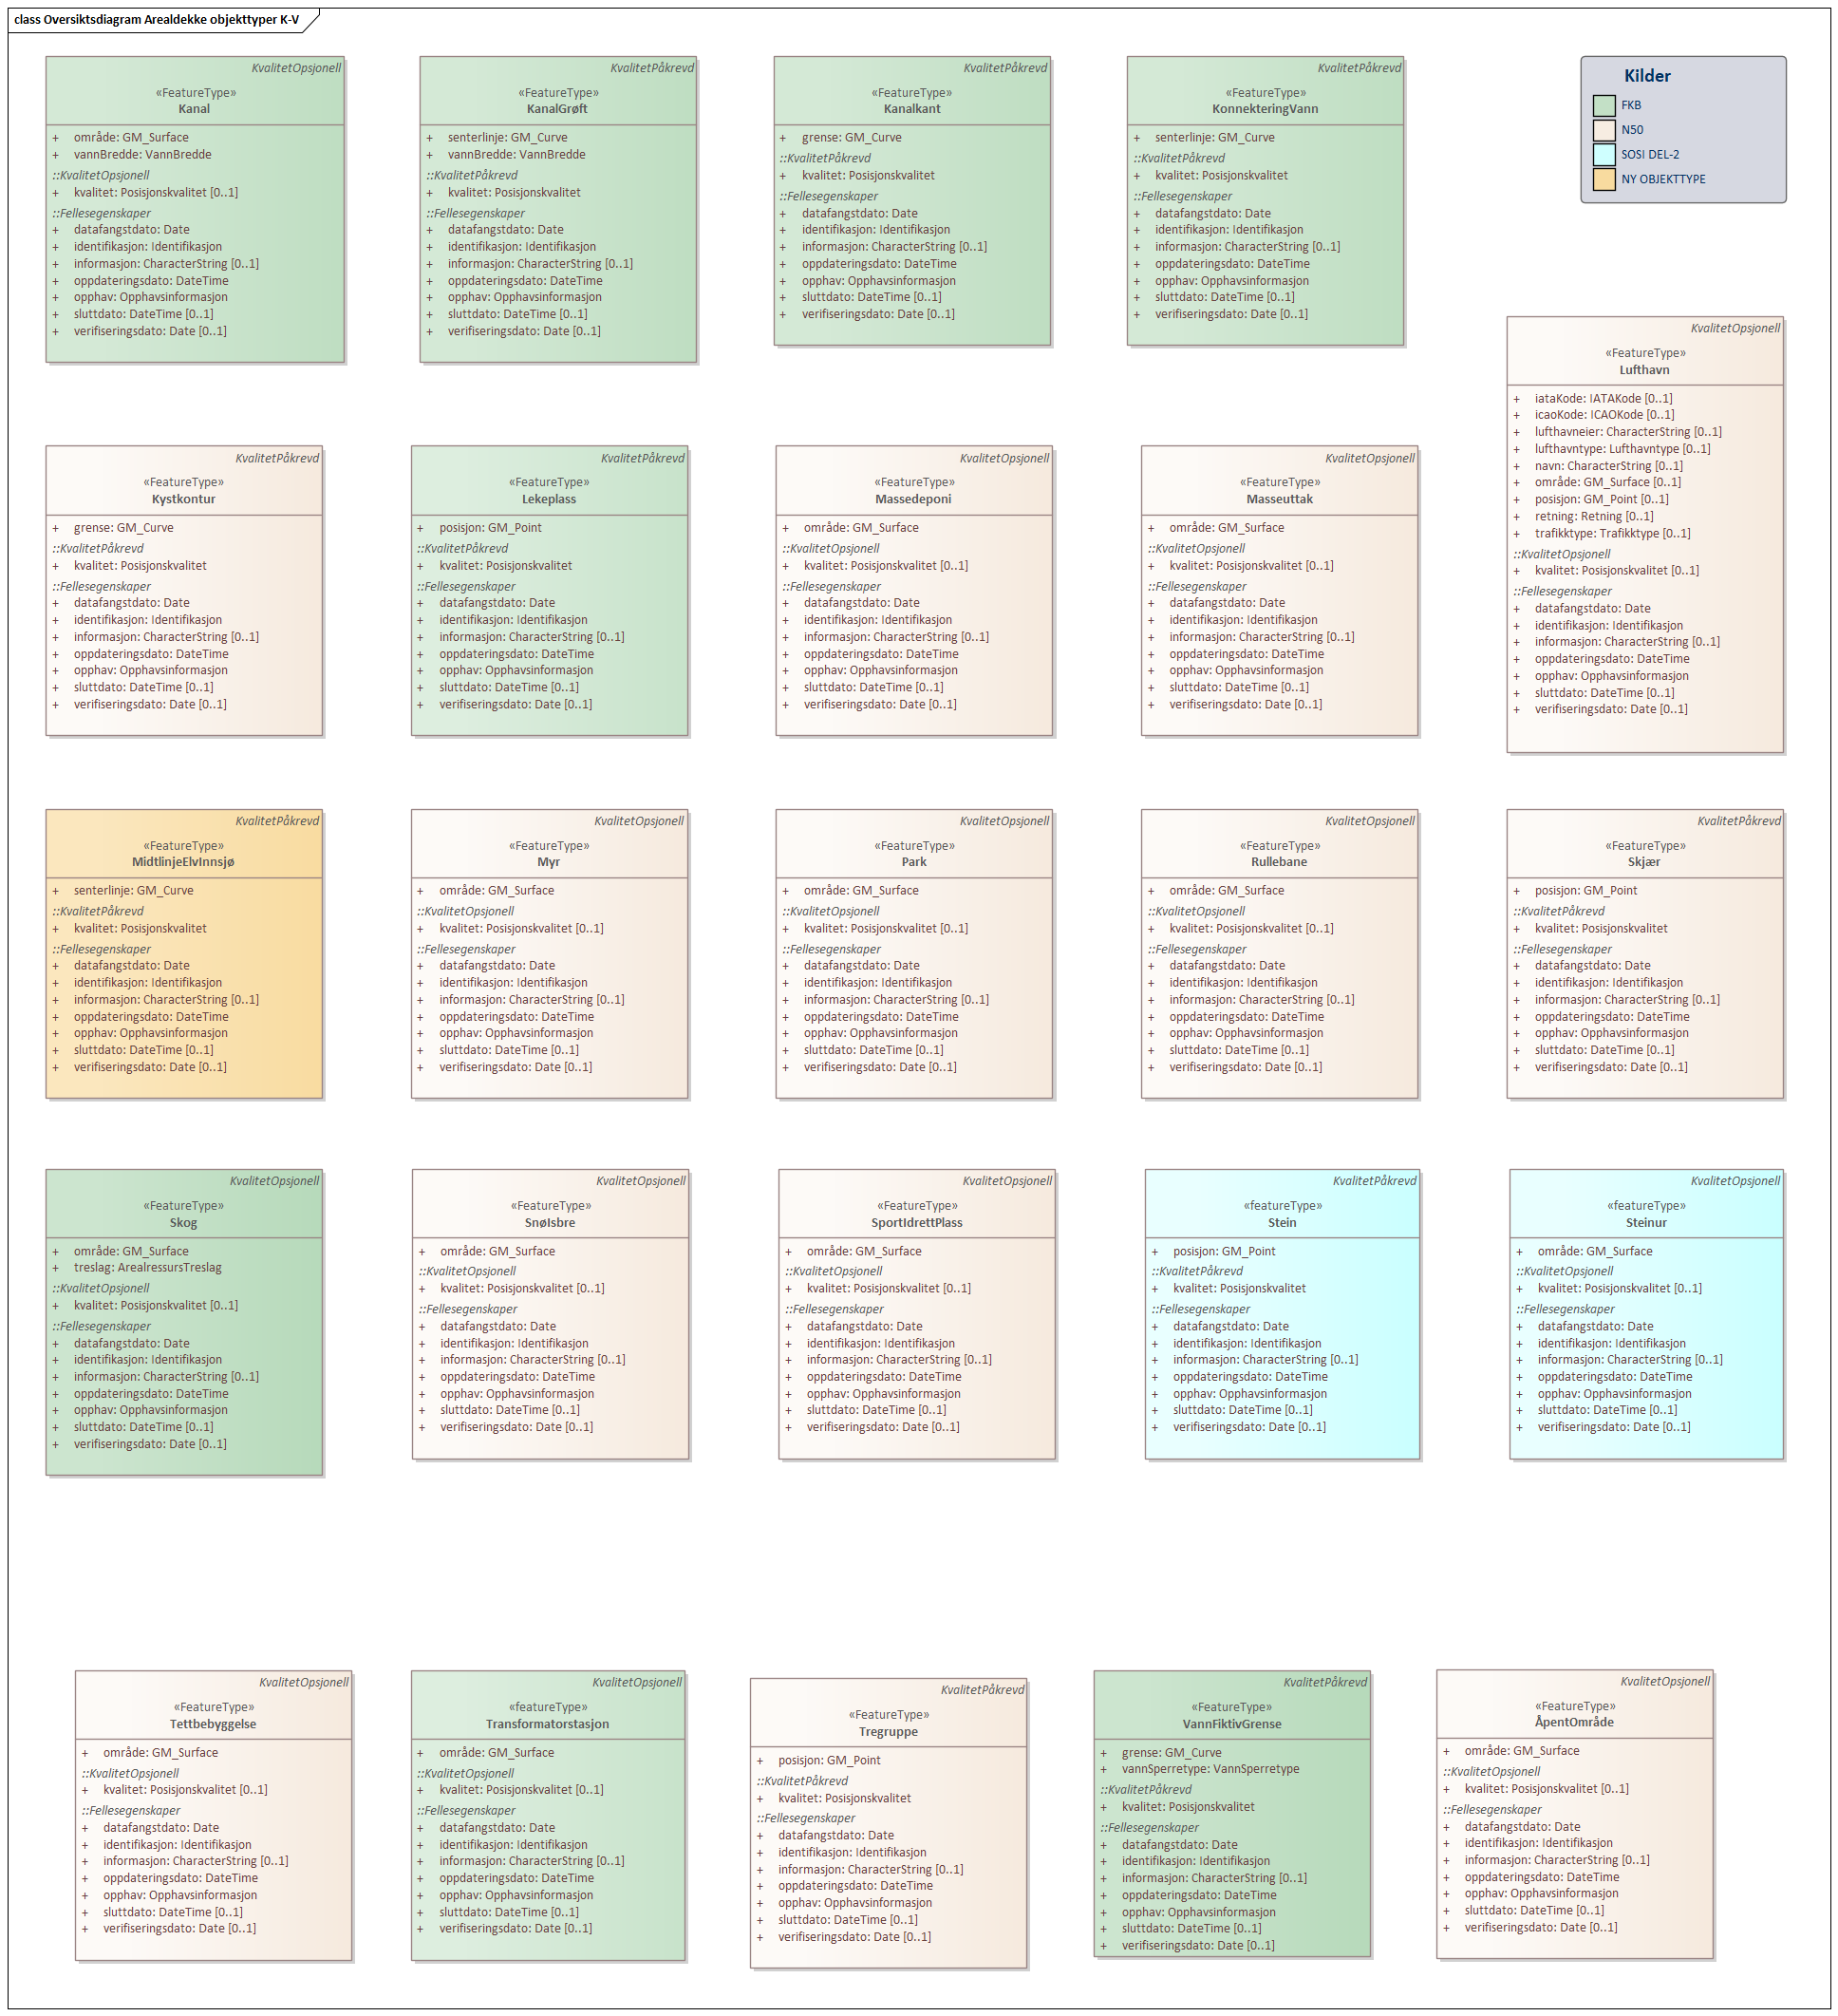 class Oversiktsdiagram Arealdekke objekttyper K-V
KvalitetOpsjonell
«FeatureType»
Kanal
+ område: GM_Surface
+ vannBredde: VannBredde
::KvalitetOpsjonell
+ kvalitet: Posisjonskvalitet [0..1]
::Fellesegenskaper
+ datafangstdato: Date
+ identifikasjon: Identifikasjon
+ informasjon: CharacterString [0..1]
+ oppdateringsdato: DateTime
+ opphav: Opphavsinformasjon
+ sluttdato: DateTime [0..1]
+ verifiseringsdato: Date [0..1]
KvalitetPåkrevd
«FeatureType»
KanalGrøft
+ senterlinje: GM_Curve
+ vannBredde: VannBredde
::KvalitetPåkrevd
+ kvalitet: Posisjonskvalitet
::Fellesegenskaper
+ datafangstdato: Date
+ identifikasjon: Identifikasjon
+ informasjon: CharacterString [0..1]
+ oppdateringsdato: DateTime
+ opphav: Opphavsinformasjon
+ sluttdato: DateTime [0..1]
+ verifiseringsdato: Date [0..1]
KvalitetPåkrevd
«FeatureType»
Kanalkant
+ grense: GM_Curve
::KvalitetPåkrevd
+ kvalitet: Posisjonskvalitet
::Fellesegenskaper
+ datafangstdato: Date
+ identifikasjon: Identifikasjon
+ informasjon: CharacterString [0..1]
+ oppdateringsdato: DateTime
+ opphav: Opphavsinformasjon
+ sluttdato: DateTime [0..1]
+ verifiseringsdato: Date [0..1]
KvalitetPåkrevd
«FeatureType»
KonnekteringVann
+ senterlinje: GM_Curve
::KvalitetPåkrevd
+ kvalitet: Posisjonskvalitet
::Fellesegenskaper
+ datafangstdato: Date
+ identifikasjon: Identifikasjon
+ informasjon: CharacterString [0..1]
+ oppdateringsdato: DateTime
+ opphav: Opphavsinformasjon
+ sluttdato: DateTime [0..1]
+ verifiseringsdato: Date [0..1]
Kilder
FKB
N50
SOSI DEL-2
NY OBJEKTTYPE
KvalitetOpsjonell
«FeatureType»
Lufthavn
+ iataKode: IATAKode [0..1]
+ icaoKode: ICAOKode [0..1]
+ lufthavneier: CharacterString [0..1]
+ lufthavntype: Lufthavntype [0..1]
+ navn: CharacterString [0..1]
+ område: GM_Surface [0..1]
+ posisjon: GM_Point [0..1]
+ retning: Retning [0..1]
+ trafikktype: Trafikktype [0..1]
::KvalitetOpsjonell
+ kvalitet: Posisjonskvalitet [0..1]
::Fellesegenskaper
+ datafangstdato: Date
+ identifikasjon: Identifikasjon
+ informasjon: CharacterString [0..1]
+ oppdateringsdato: DateTime
+ opphav: Opphavsinformasjon
+ sluttdato: DateTime [0..1]
+ verifiseringsdato: Date [0..1]
KvalitetPåkrevd
«FeatureType»
Kystkontur
+ grense: GM_Curve
::KvalitetPåkrevd
+ kvalitet: Posisjonskvalitet
::Fellesegenskaper
+ datafangstdato: Date
+ identifikasjon: Identifikasjon
+ informasjon: CharacterString [0..1]
+ oppdateringsdato: DateTime
+ opphav: Opphavsinformasjon
+ sluttdato: DateTime [0..1]
+ verifiseringsdato: Date [0..1]
KvalitetPåkrevd
«FeatureType»
Lekeplass
+ posisjon: GM_Point
::KvalitetPåkrevd
+ kvalitet: Posisjonskvalitet
::Fellesegenskaper
+ datafangstdato: Date
+ identifikasjon: Identifikasjon
+ informasjon: CharacterString [0..1]
+ oppdateringsdato: DateTime
+ opphav: Opphavsinformasjon
+ sluttdato: DateTime [0..1]
+ verifiseringsdato: Date [0..1]
KvalitetOpsjonell
«FeatureType»
Massedeponi
+ område: GM_Surface
::KvalitetOpsjonell
+ kvalitet: Posisjonskvalitet [0..1]
::Fellesegenskaper
+ datafangstdato: Date
+ identifikasjon: Identifikasjon
+ informasjon: CharacterString [0..1]
+ oppdateringsdato: DateTime
+ opphav: Opphavsinformasjon
+ sluttdato: DateTime [0..1]
+ verifiseringsdato: Date [0..1]
KvalitetOpsjonell
«FeatureType»
Masseuttak
+ område: GM_Surface
::KvalitetOpsjonell
+ kvalitet: Posisjonskvalitet [0..1]
::Fellesegenskaper
+ datafangstdato: Date
+ identifikasjon: Identifikasjon
+ informasjon: CharacterString [0..1]
+ oppdateringsdato: DateTime
+ opphav: Opphavsinformasjon
+ sluttdato: DateTime [0..1]
+ verifiseringsdato: Date [0..1]
KvalitetPåkrevd
«FeatureType»
MidtlinjeElvInnsjø
+ senterlinje: GM_Curve
::KvalitetPåkrevd
+ kvalitet: Posisjonskvalitet
::Fellesegenskaper
+ datafangstdato: Date
+ identifikasjon: Identifikasjon
+ informasjon: CharacterString [0..1]
+ oppdateringsdato: DateTime
+ opphav: Opphavsinformasjon
+ sluttdato: DateTime [0..1]
+ verifiseringsdato: Date [0..1]
KvalitetOpsjonell
«FeatureType»
Myr
+ område: GM_Surface
::KvalitetOpsjonell
+ kvalitet: Posisjonskvalitet [0..1]
::Fellesegenskaper
+ datafangstdato: Date
+ identifikasjon: Identifikasjon
+ informasjon: CharacterString [0..1]
+ oppdateringsdato: DateTime
+ opphav: Opphavsinformasjon
+ sluttdato: DateTime [0..1]
+ verifiseringsdato: Date [0..1]
KvalitetOpsjonell
«FeatureType»
Park
+ område: GM_Surface
::KvalitetOpsjonell
+ kvalitet: Posisjonskvalitet [0..1]
::Fellesegenskaper
+ datafangstdato: Date
+ identifikasjon: Identifikasjon
+ informasjon: CharacterString [0..1]
+ oppdateringsdato: DateTime
+ opphav: Opphavsinformasjon
+ sluttdato: DateTime [0..1]
+ verifiseringsdato: Date [0..1]
KvalitetOpsjonell
«FeatureType»
Rullebane
+ område: GM_Surface
::KvalitetOpsjonell
+ kvalitet: Posisjonskvalitet [0..1]
::Fellesegenskaper
+ datafangstdato: Date
+ identifikasjon: Identifikasjon
+ informasjon: CharacterString [0..1]
+ oppdateringsdato: DateTime
+ opphav: Opphavsinformasjon
+ sluttdato: DateTime [0..1]
+ verifiseringsdato: Date [0..1]
KvalitetPåkrevd
«FeatureType»
Skjær
+ posisjon: GM_Point
::KvalitetPåkrevd
+ kvalitet: Posisjonskvalitet
::Fellesegenskaper
+ datafangstdato: Date
+ identifikasjon: Identifikasjon
+ informasjon: CharacterString [0..1]
+ oppdateringsdato: DateTime
+ opphav: Opphavsinformasjon
+ sluttdato: DateTime [0..1]
+ verifiseringsdato: Date [0..1]
KvalitetOpsjonell
«FeatureType»
Skog
+ område: GM_Surface
+ treslag: ArealressursTreslag
::KvalitetOpsjonell
+ kvalitet: Posisjonskvalitet [0..1]
::Fellesegenskaper
+ datafangstdato: Date
+ identifikasjon: Identifikasjon
+ informasjon: CharacterString [0..1]
+ oppdateringsdato: DateTime
+ opphav: Opphavsinformasjon
+ sluttdato: DateTime [0..1]
+ verifiseringsdato: Date [0..1]
KvalitetOpsjonell
«FeatureType»
SnøIsbre
+ område: GM_Surface
::KvalitetOpsjonell
+ kvalitet: Posisjonskvalitet [0..1]
::Fellesegenskaper
+ datafangstdato: Date
+ identifikasjon: Identifikasjon
+ informasjon: CharacterString [0..1]
+ oppdateringsdato: DateTime
+ opphav: Opphavsinformasjon
+ sluttdato: DateTime [0..1]
+ verifiseringsdato: Date [0..1]
KvalitetOpsjonell
«FeatureType»
SportIdrettPlass
+ område: GM_Surface
::KvalitetOpsjonell
+ kvalitet: Posisjonskvalitet [0..1]
::Fellesegenskaper
+ datafangstdato: Date
+ identifikasjon: Identifikasjon
+ informasjon: CharacterString [0..1]
+ oppdateringsdato: DateTime
+ opphav: Opphavsinformasjon
+ sluttdato: DateTime [0..1]
+ verifiseringsdato: Date [0..1]
KvalitetPåkrevd
«featureType»
Stein
+ posisjon: GM_Point
::KvalitetPåkrevd
+ kvalitet: Posisjonskvalitet
::Fellesegenskaper
+ datafangstdato: Date
+ identifikasjon: Identifikasjon
+ informasjon: CharacterString [0..1]
+ oppdateringsdato: DateTime
+ opphav: Opphavsinformasjon
+ sluttdato: DateTime [0..1]
+ verifiseringsdato: Date [0..1]
KvalitetOpsjonell
«featureType»
Steinur
+ område: GM_Surface
::KvalitetOpsjonell
+ kvalitet: Posisjonskvalitet [0..1]
::Fellesegenskaper
+ datafangstdato: Date
+ identifikasjon: Identifikasjon
+ informasjon: CharacterString [0..1]
+ oppdateringsdato: DateTime
+ opphav: Opphavsinformasjon
+ sluttdato: DateTime [0..1]
+ verifiseringsdato: Date [0..1]
KvalitetOpsjonell
«FeatureType»
Tettbebyggelse
+ område: GM_Surface
::KvalitetOpsjonell
+ kvalitet: Posisjonskvalitet [0..1]
::Fellesegenskaper
+ datafangstdato: Date
+ identifikasjon: Identifikasjon
+ informasjon: CharacterString [0..1]
+ oppdateringsdato: DateTime
+ opphav: Opphavsinformasjon
+ sluttdato: DateTime [0..1]
+ verifiseringsdato: Date [0..1]
KvalitetOpsjonell
«featureType»
Transformatorstasjon
+ område: GM_Surface
::KvalitetOpsjonell
+ kvalitet: Posisjonskvalitet [0..1]
::Fellesegenskaper
+ datafangstdato: Date
+ identifikasjon: Identifikasjon
+ informasjon: CharacterString [0..1]
+ oppdateringsdato: DateTime
+ opphav: Opphavsinformasjon
+ sluttdato: DateTime [0..1]
+ verifiseringsdato: Date [0..1]
KvalitetPåkrevd
«FeatureType»
Tregruppe
+ posisjon: GM_Point
::KvalitetPåkrevd
+ kvalitet: Posisjonskvalitet
::Fellesegenskaper
+ datafangstdato: Date
+ identifikasjon: Identifikasjon
+ informasjon: CharacterString [0..1]
+ oppdateringsdato: DateTime
+ opphav: Opphavsinformasjon
+ sluttdato: DateTime [0..1]
+ verifiseringsdato: Date [0..1]
KvalitetPåkrevd
«FeatureType»
VannFiktivGrense
+ grense: GM_Curve
+ vannSperretype: VannSperretype
::KvalitetPåkrevd
+ kvalitet: Posisjonskvalitet
::Fellesegenskaper
+ datafangstdato: Date
+ identifikasjon: Identifikasjon
+ informasjon: CharacterString [0..1]
+ oppdateringsdato: DateTime
+ opphav: Opphavsinformasjon
+ sluttdato: DateTime [0..1]
+ verifiseringsdato: Date [0..1]
KvalitetOpsjonell
«FeatureType»
ÅpentOmråde
+ område: GM_Surface
::KvalitetOpsjonell
+ kvalitet: Posisjonskvalitet [0..1]
::Fellesegenskaper
+ datafangstdato: Date
+ identifikasjon: Identifikasjon
+ informasjon: CharacterString [0..1]
+ oppdateringsdato: DateTime
+ opphav: Opphavsinformasjon
+ sluttdato: DateTime [0..1]
+ verifiseringsdato: Date [0..1]